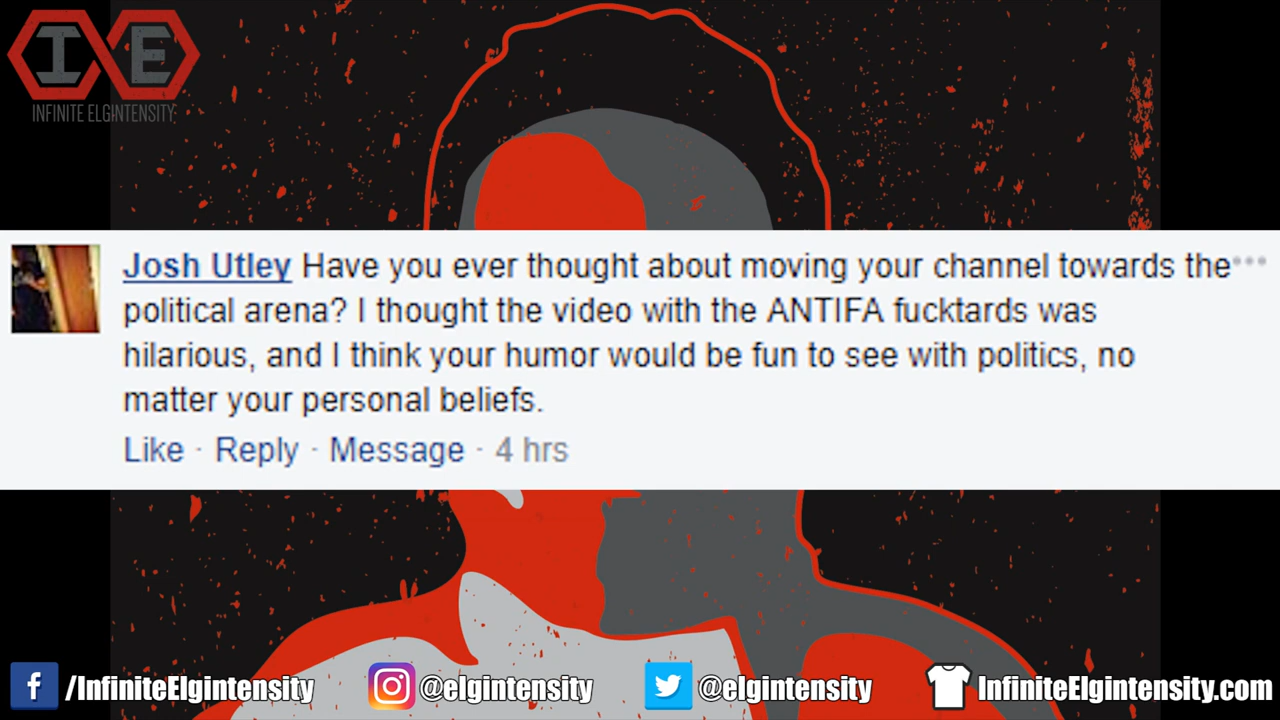 IE
INFINITE ELGINTENSITY
Josh Utley Have you ever thought about moving your channel towards the
political arena? I thought the video with the ANTIFA fucktards was
hilarious, and I think your humor would be fun to see with politics, no
matter your personal beliefs.
Like · Reply · Message · 4 hrs
f /InfiniteElgintensity @elgintensity @elgintensity InfiniteElgintensity.com